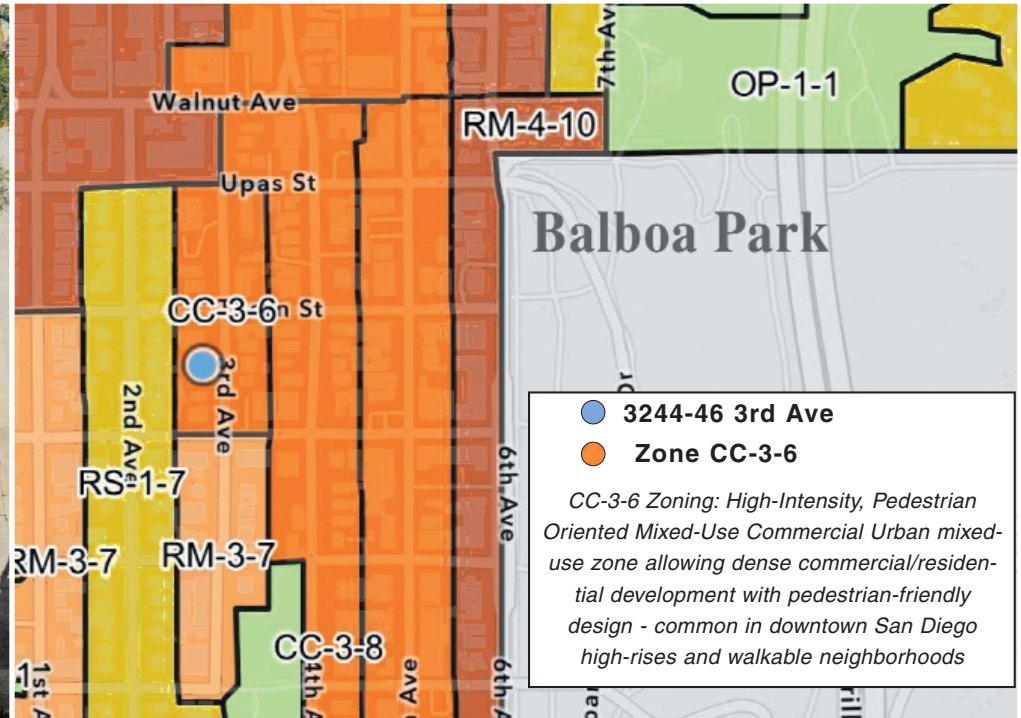 7th Av
OP-1-1
Walnut Ave
RM-4-10
Upas St
Balboa Park
CC-3-6
n St
3rd Ave
2nd Ave
Dr
6th Ave
RS-1-7
RM-3-7
RM-3-7
CC-3-8
1st A
4th A
Ave
6th A
3244-46 3rd Ave
Zone CC-3-6
CC-3-6 Zoning: High-Intensity, Pedestrian
Oriented Mixed-Use Commercial Urban mixed-
use zone allowing dense commercial/residen-
tial development with pedestrian-friendly
design - common in downtown San Diego
high-rises and walkable neighborhoods